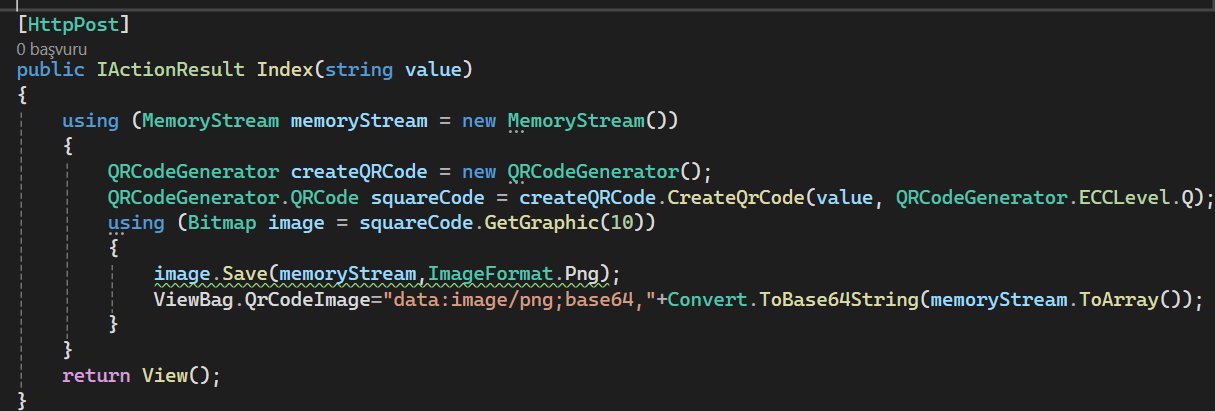 [HttpPost]
0 başvuru
public IActionResult Index(string value)
{
using (MemoryStream memoryStream = new MemoryStream())
{
QRCodeGenerator createQRCode = new QRCodeGenerator();
QRCodeGenerator.QRCode squareCode = createQRCode.CreateQrCode(value, QRCodeGenerator.ECCLevel.Q);
using (Bitmap image = squareCode.GetGraphic(10))
{
image.Save(memoryStream,ImageFormat.Png);
ViewBag.QrCodeImage="data:image/png;base64,"+Convert.ToBase64String(memoryStream.ToArray());
}
}
return View();
}